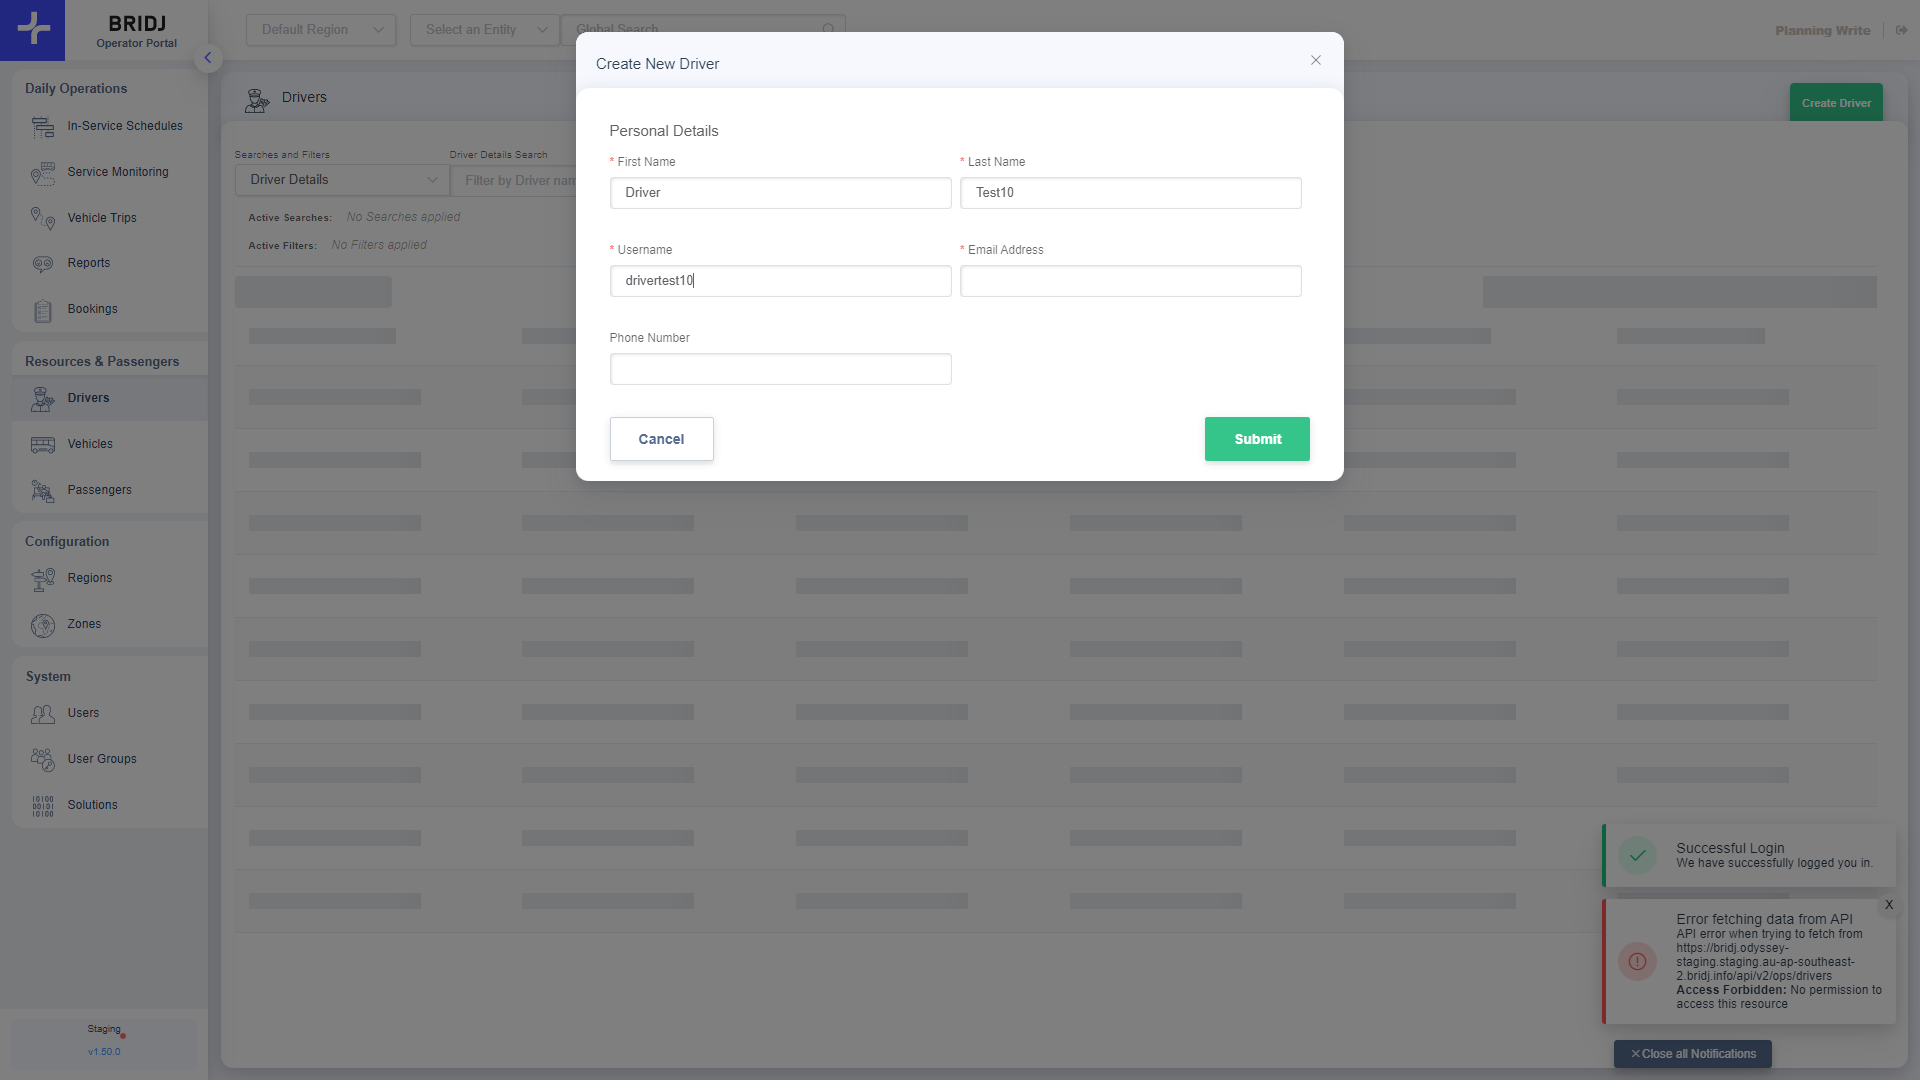 BRIDJ
Operator Portal
Default Region
Select an Entity
Global Search
Planning Write
Daily Operations
In-Service Schedules
Service Monitoring
Vehicle Trips
Reports
Bookings
Resources & Passengers
Drivers
Vehicles
Passengers
Configuration
Regions
Zones
System
Users
User Groups
Solutions
Staging
v1.50.0
Drivers
Create Driver
Searches and Filters
Driver Details Search
Driver Details
Filter by Driver nam
Active Searches: No Searches applied
Active Filters: No Filters applied
Create New Driver
Personal Details
* First Name
* Last Name
Driver
Test10
* Username
* Email Address
drivertest10
Phone Number
Cancel
Submit
Successful Login
We have successfully logged you in.
X
Error fetching data from API
API error when trying to fetch from
https://bridj.odyssey-
staging.staging.au-ap-southeast-
2.bridj.info/api/v2/ops/drivers
Access Forbidden: No permission to
access this resource
Close all Notifications